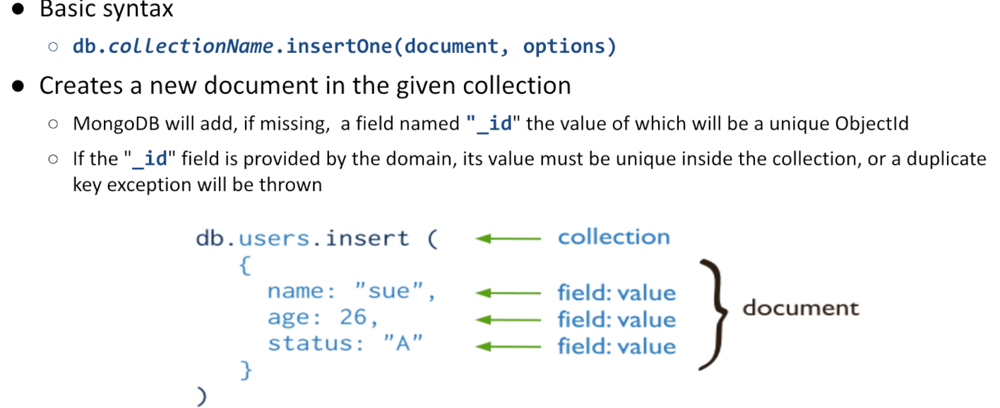 ● Basic syntax
○ db.collectionName.insertOne(document, options)
● Creates a new document in the given collection
○ MongoDB will add, if missing,  a field named "_id" the value of which will be a unique ObjectId
○ If the "_id" field is provided by the domain, its value must be unique inside the collection, or a duplicate
key exception will be thrown
db.users.insert ( collection
{
name: "sue", field: value
age: 26, field: value
status: "A" field: value
}
)
document